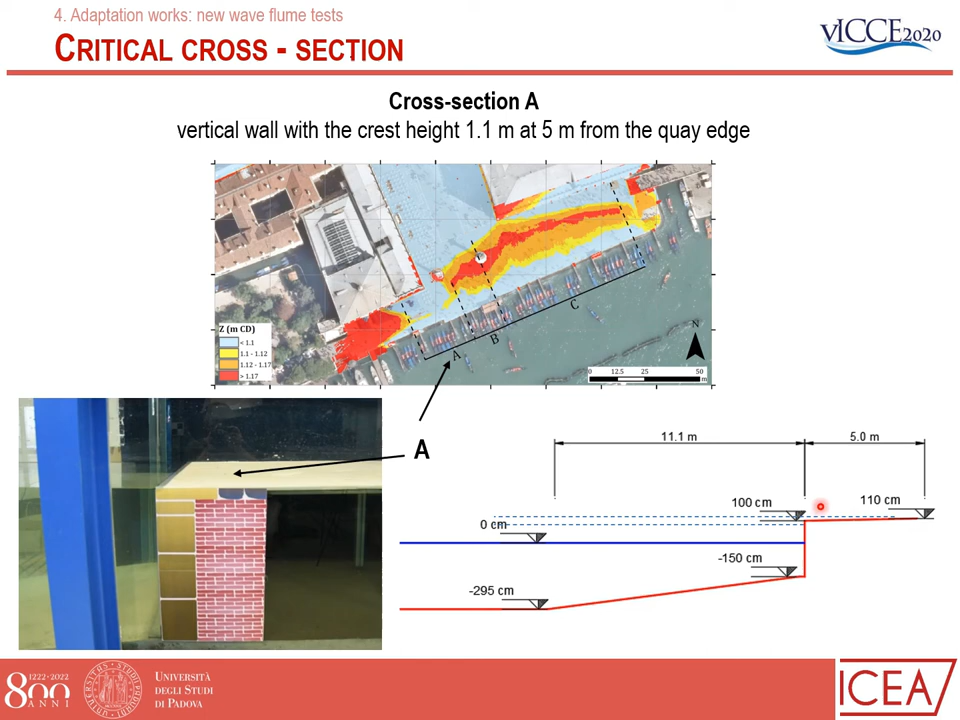 4. Adaptation works: new wave flume tests
CRITICAL CROSS - SECTION
vICCE2020
Cross-section A
vertical wall with the crest height 1.1 m at 5 m from the quay edge
Z (m CD)
< 1.1
1.1 - 1.12
1.12 - 1.17
> 1.17
A
B
C
N
0 12.5 25 50
m
A
11.1 m
5.0 m
100 cm
110 cm
0 cm
-150 cm
-295 cm
1222·2022
800
ANNI
UNIVERSITÀ
DEGLI STUDI
DI PADOVA
ICEA